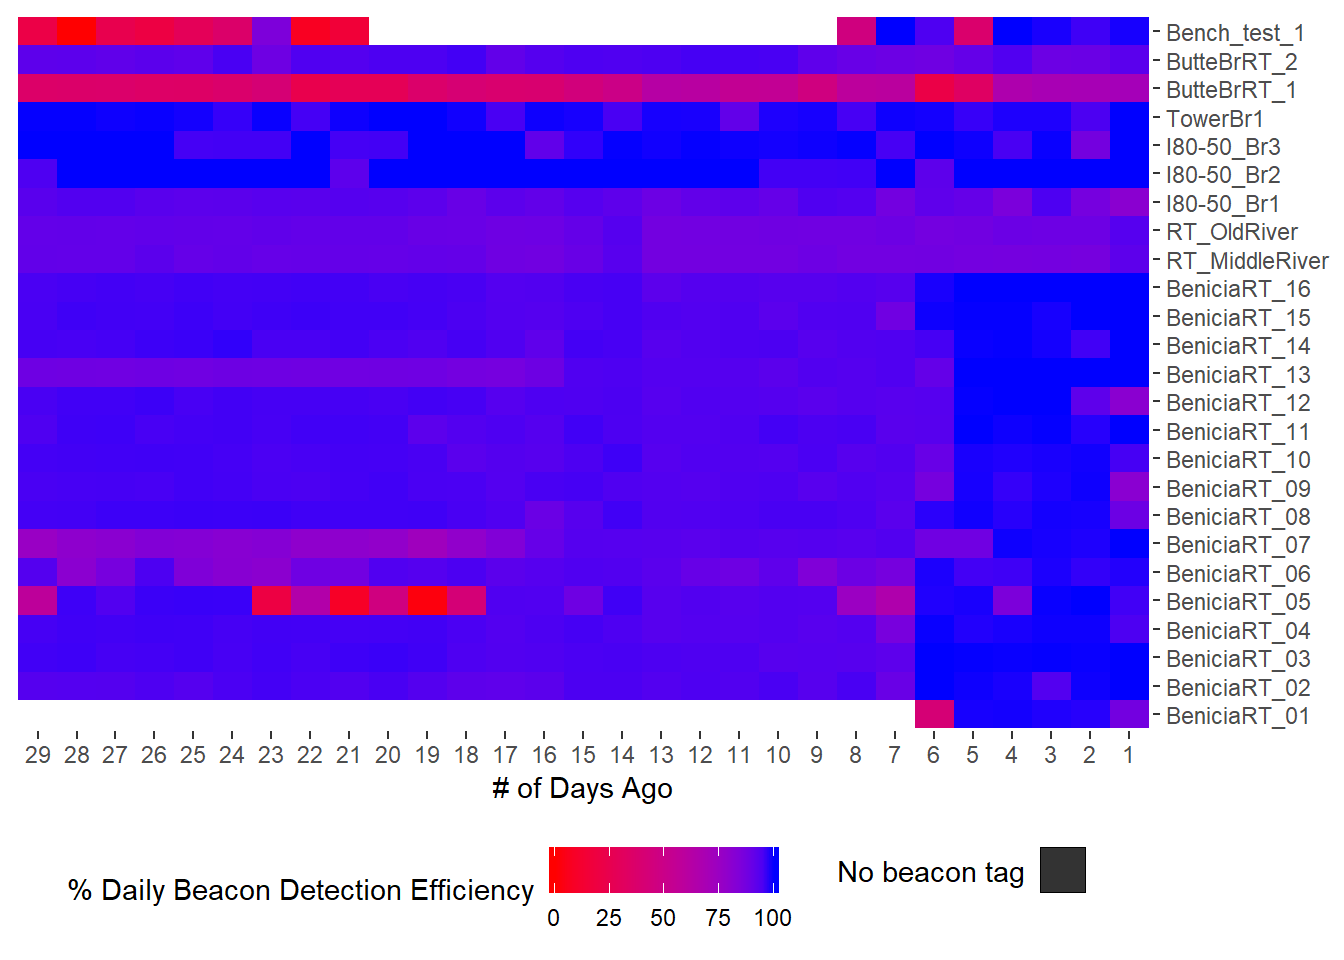 Bench_test_1
ButteBrRT_2
ButteBrRT_1
TowerBr1
I80-50_Br3
I80-50_Br2
I80-50_Br1
RT_OldRiver
RT_MiddleRiver
BeniciaRT_16
BeniciaRT_15
BeniciaRT_14
BeniciaRT_13
BeniciaRT_12
BeniciaRT_11
BeniciaRT_10
BeniciaRT_09
BeniciaRT_08
BeniciaRT_07
BeniciaRT_06
BeniciaRT_05
BeniciaRT_04
BeniciaRT_03
BeniciaRT_02
BeniciaRT_01
29 28 27 26 25 24 23 22 21 20 19 18 17 16 15 14 13 12 11 10 9 8 7 6 5 4 3 2 1
# of Days Ago
% Daily Beacon Detection Efficiency
0 25 50 75 100
No beacon tag